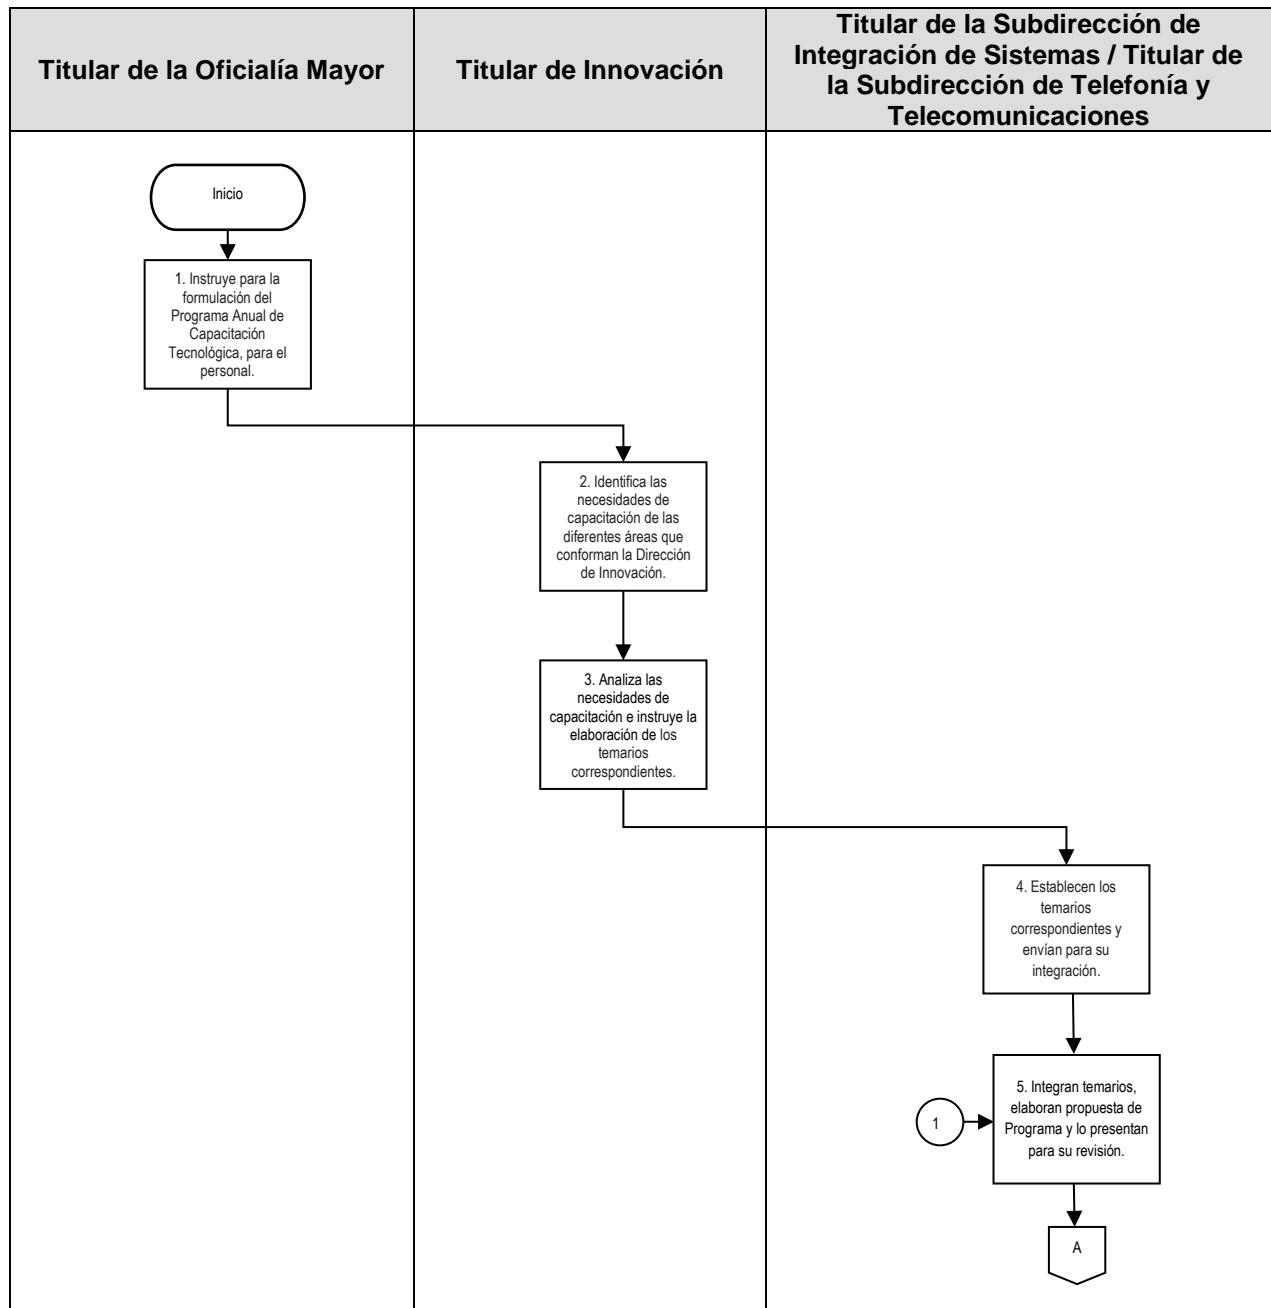 Titular de la Oficialía Mayor
Titular de Innovación
Titular de la Subdirección de
Integración de Sistemas / Titular de
la Subdirección de Telefonía y
Telecomunicaciones
Inicio
1. Instruye para la
formulación del
Programa Anual de
Capacitación
Tecnológica, para el
personal.
2. Identifica las
necesidades de
capacitación de las
diferentes áreas que
conforman la Dirección
de Innovación.
3. Analiza las
necesidades de
capacitación e instruye la
elaboración de los
temarios
correspondientes.
4. Establecen los
temarios
correspondientes y
envían para su
integración.
5. Integran temarios,
elaboran propuesta de
Programa y lo presentan
para su revisión.
1
A